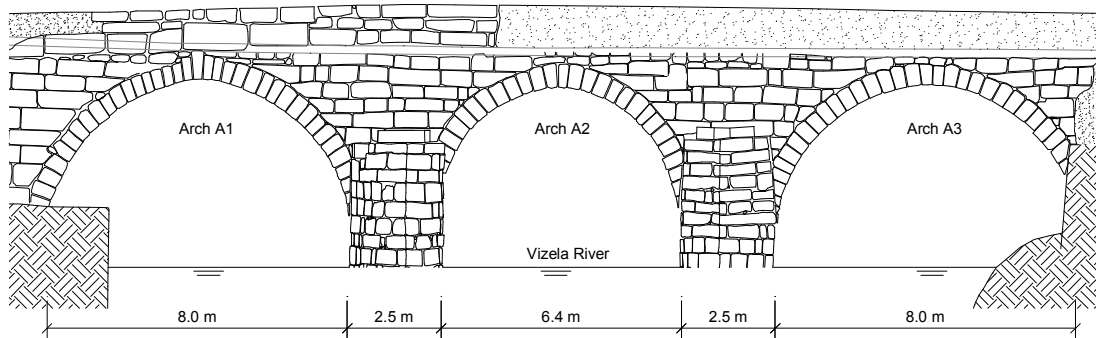 Arch A1
Arch A2
Arch A3
Vizela River
8.0 m
2.5 m
6.4 m
2.5 m
8.0 m